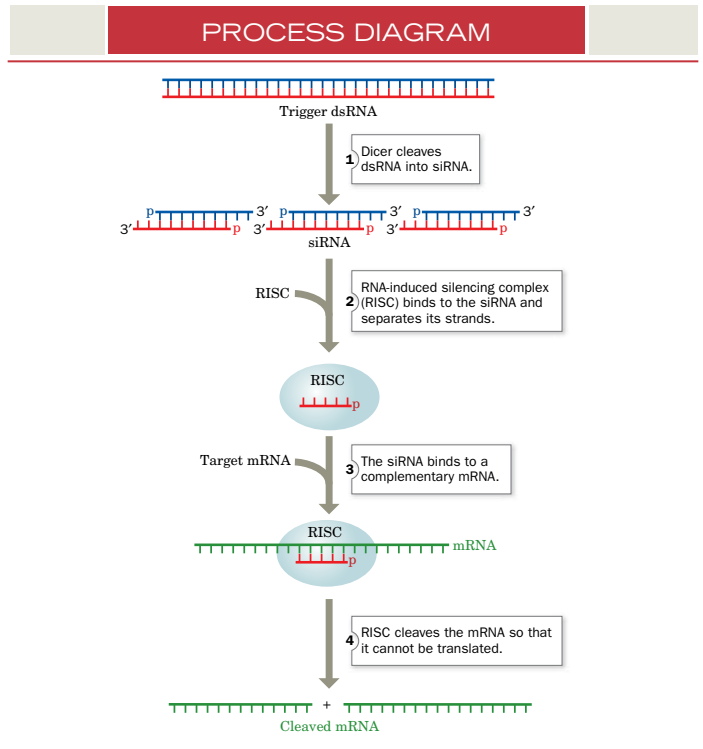 PROCESS DIAGRAM
Trigger dsRNA
1 Dicer cleaves
dsRNA into siRNA.
p 3′ p 3′ p 3′
3′ p 3′ p 3′ p
siRNA
RISC
2 RNA-induced silencing complex
(RISC) binds to the siRNA and
separates its strands.
RISC
p
Target mRNA
3 The siRNA binds to a
complementary mRNA.
RISC
mRNA
p
4 RISC cleaves the mRNA so that
it cannot be translated.
+
Cleaved mRNA